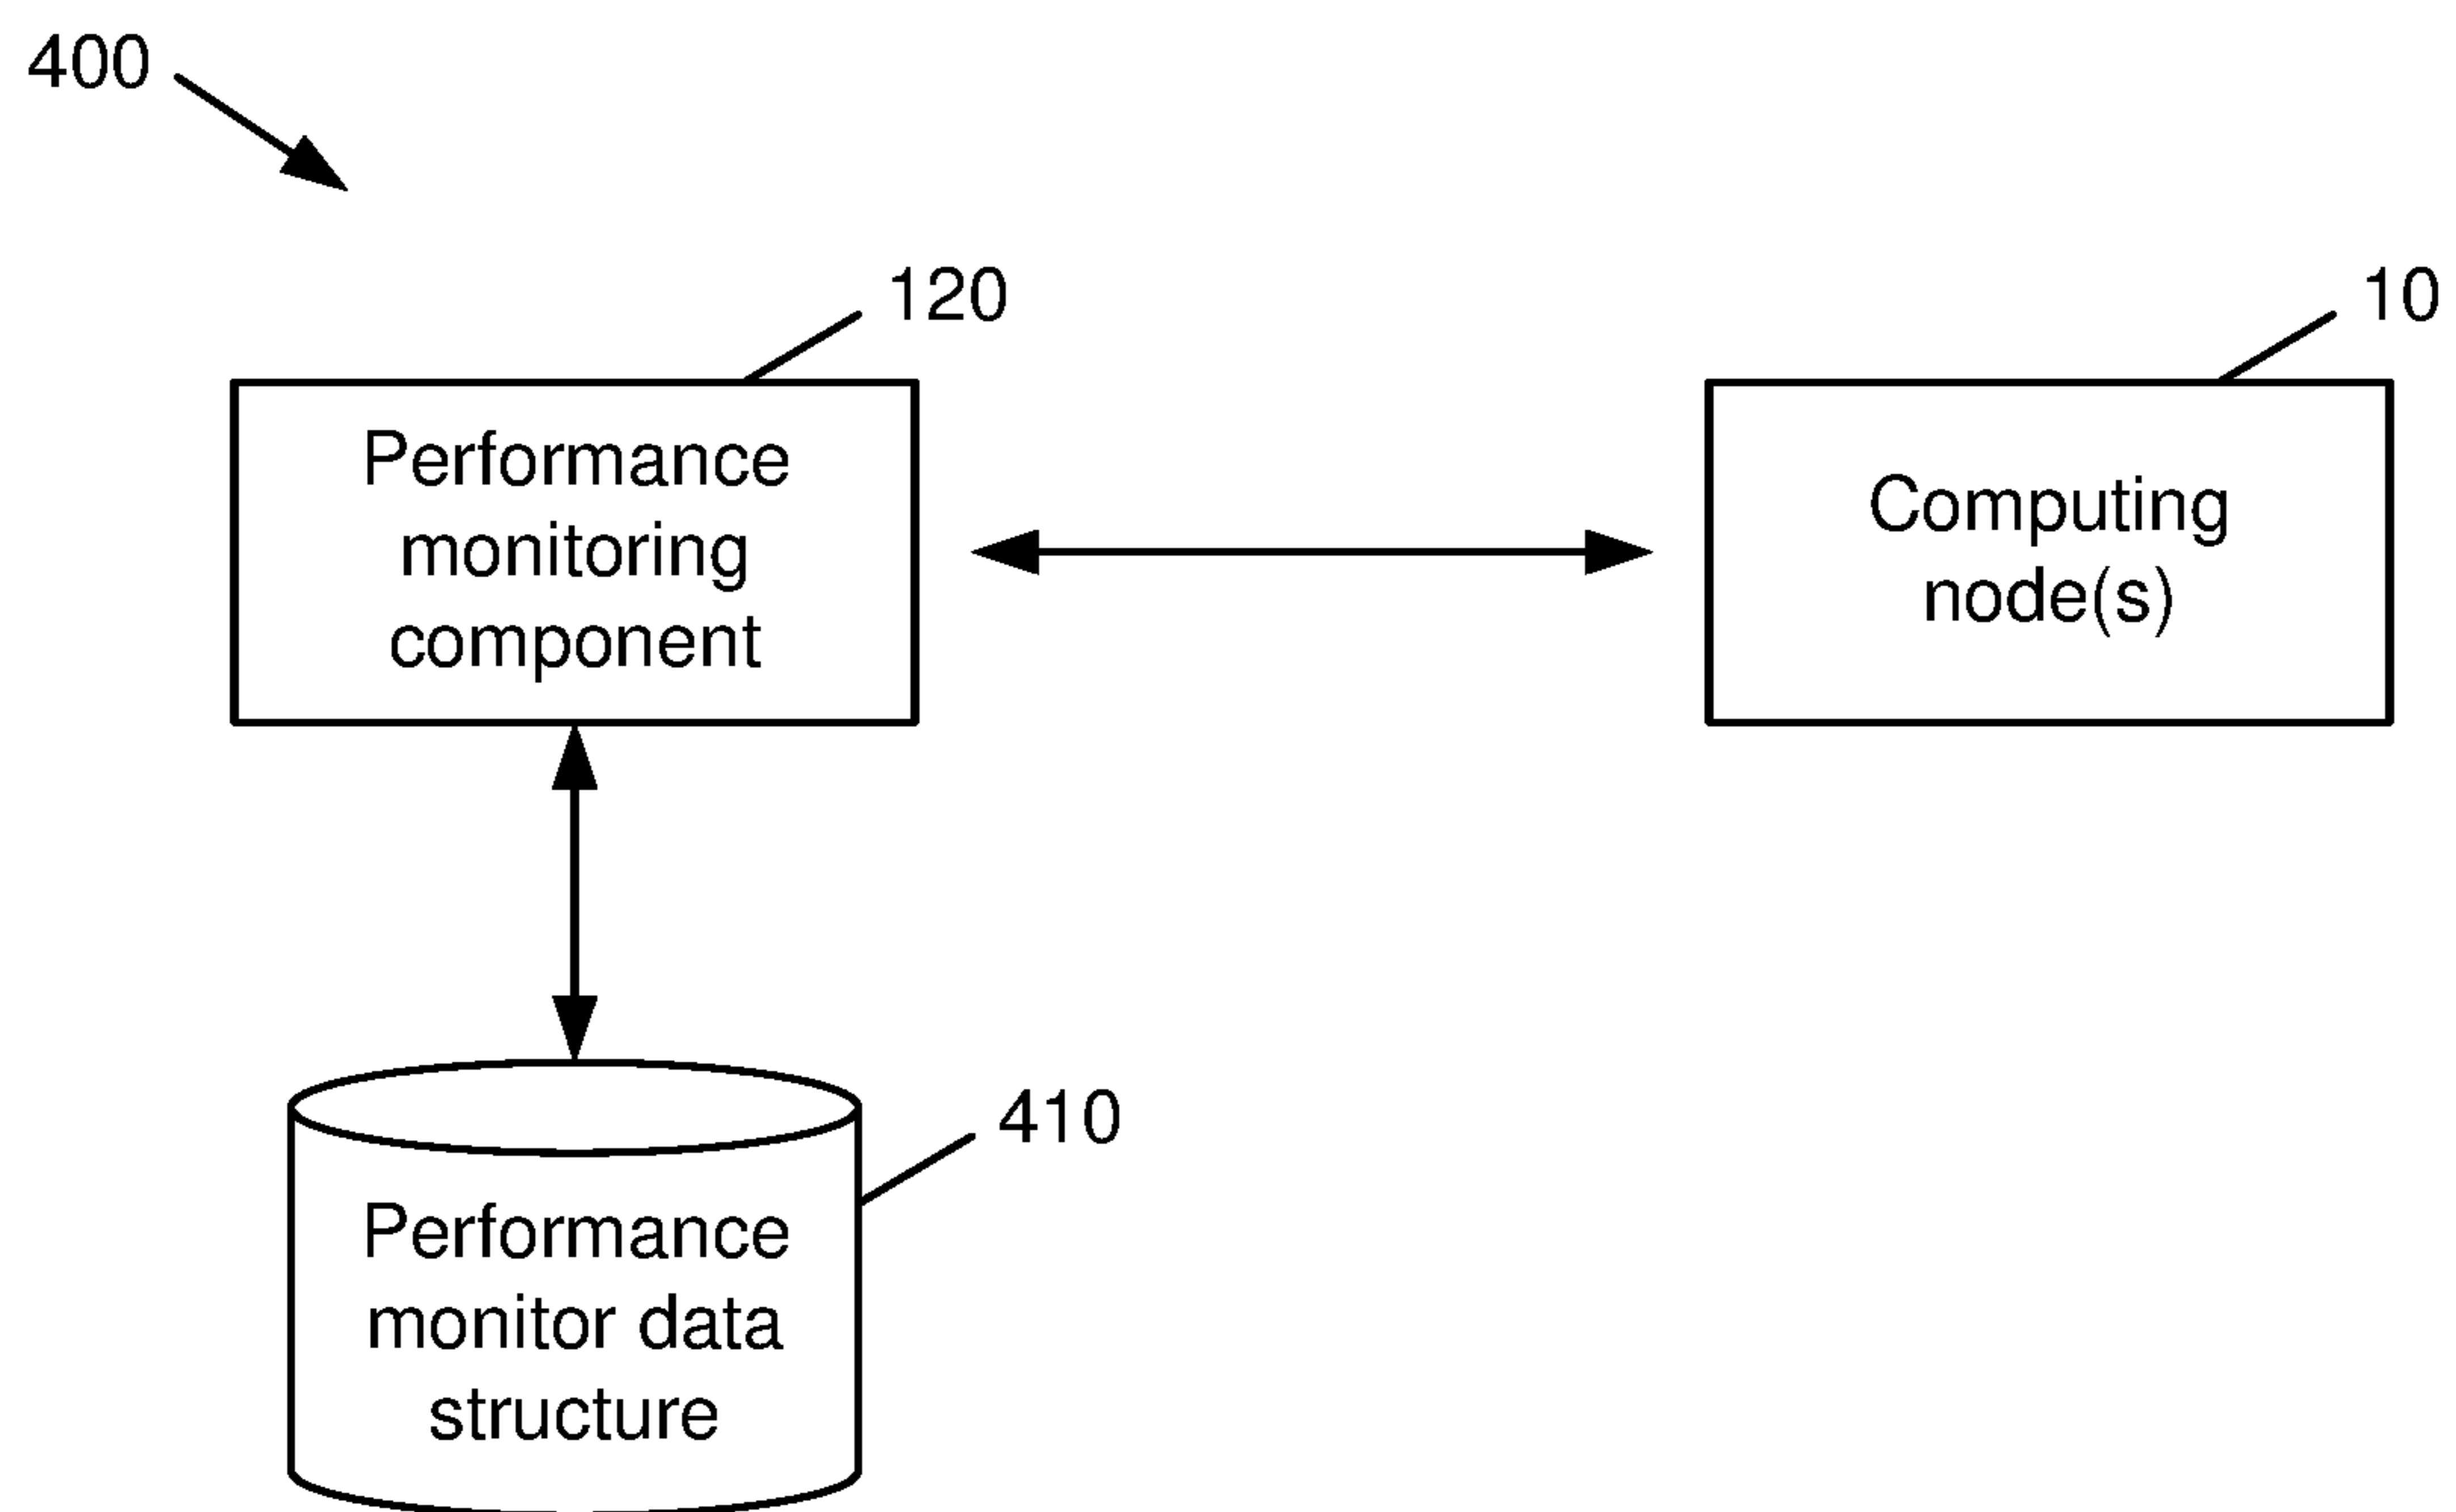 400
120
10
Performance
monitoring
component
Computing
node(s)
410
Performance
monitor data
structure